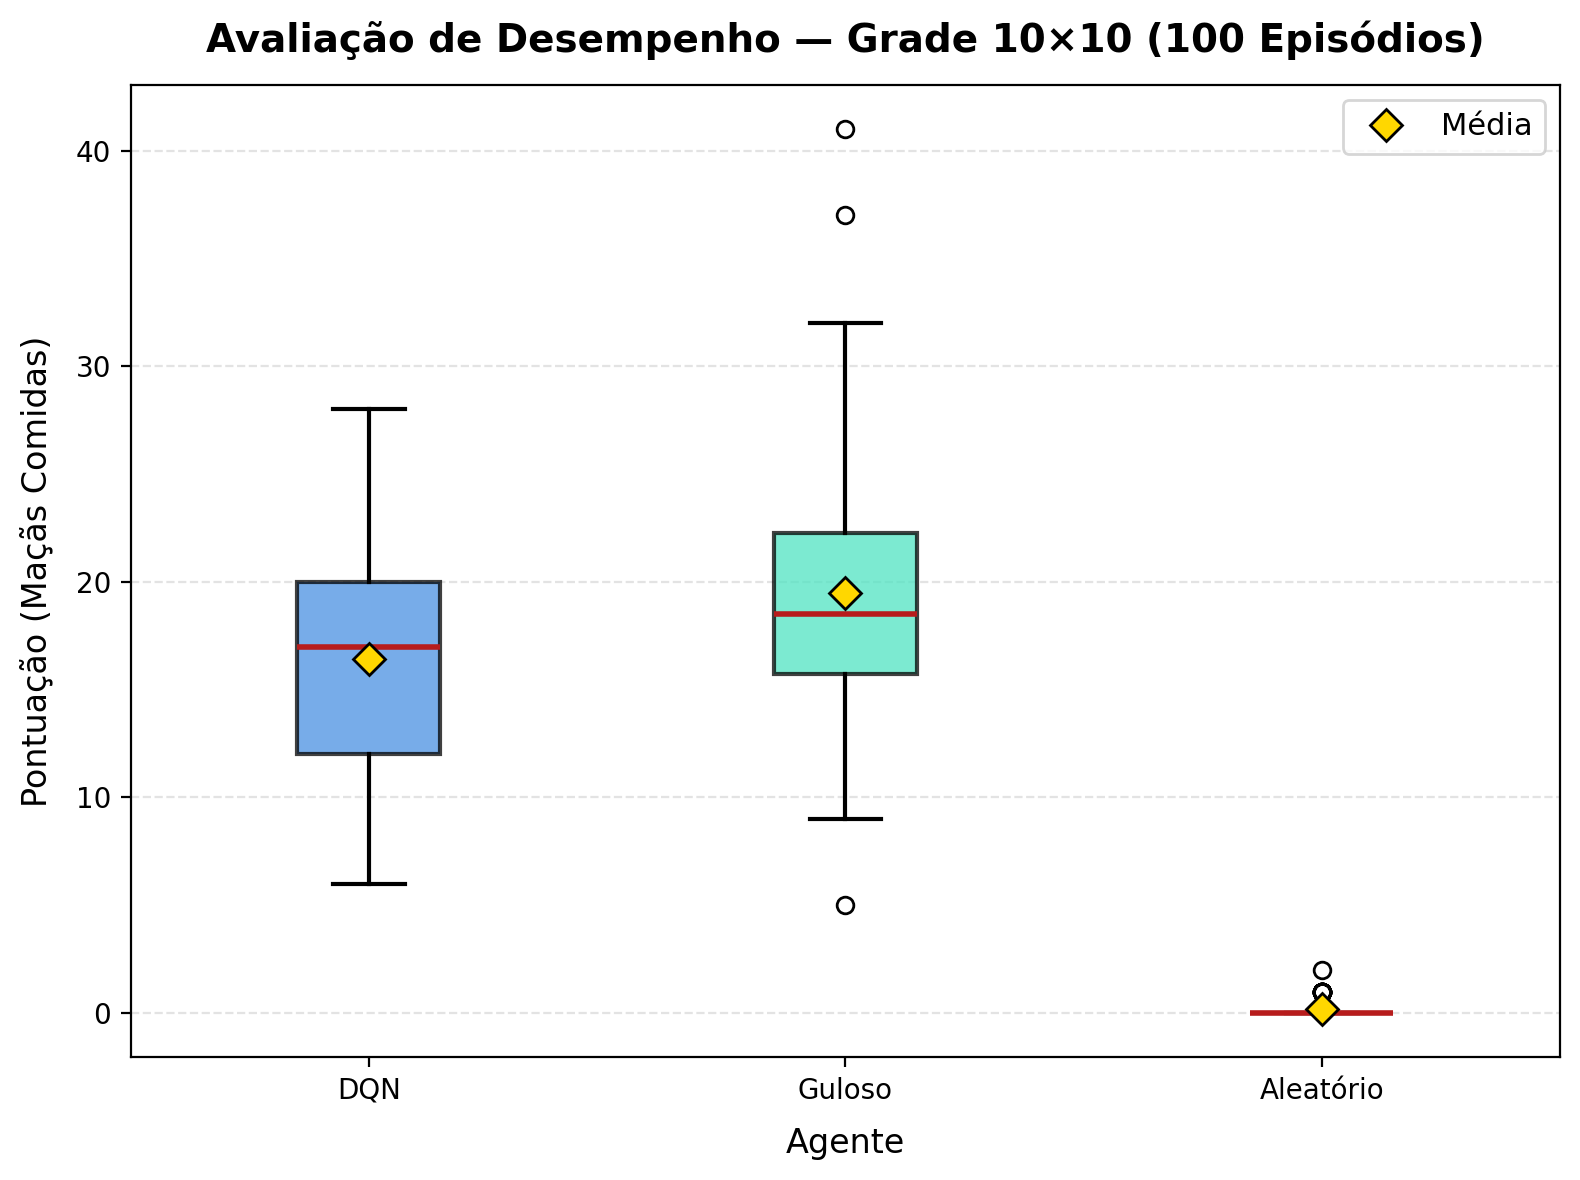 Avaliação de Desempenho — Grade 10×10 (100 Episódios)
Média
Pontuação (Maçãs Comidas)
40
30
20
10
0
DQN
Guloso
Aleatório
Agente